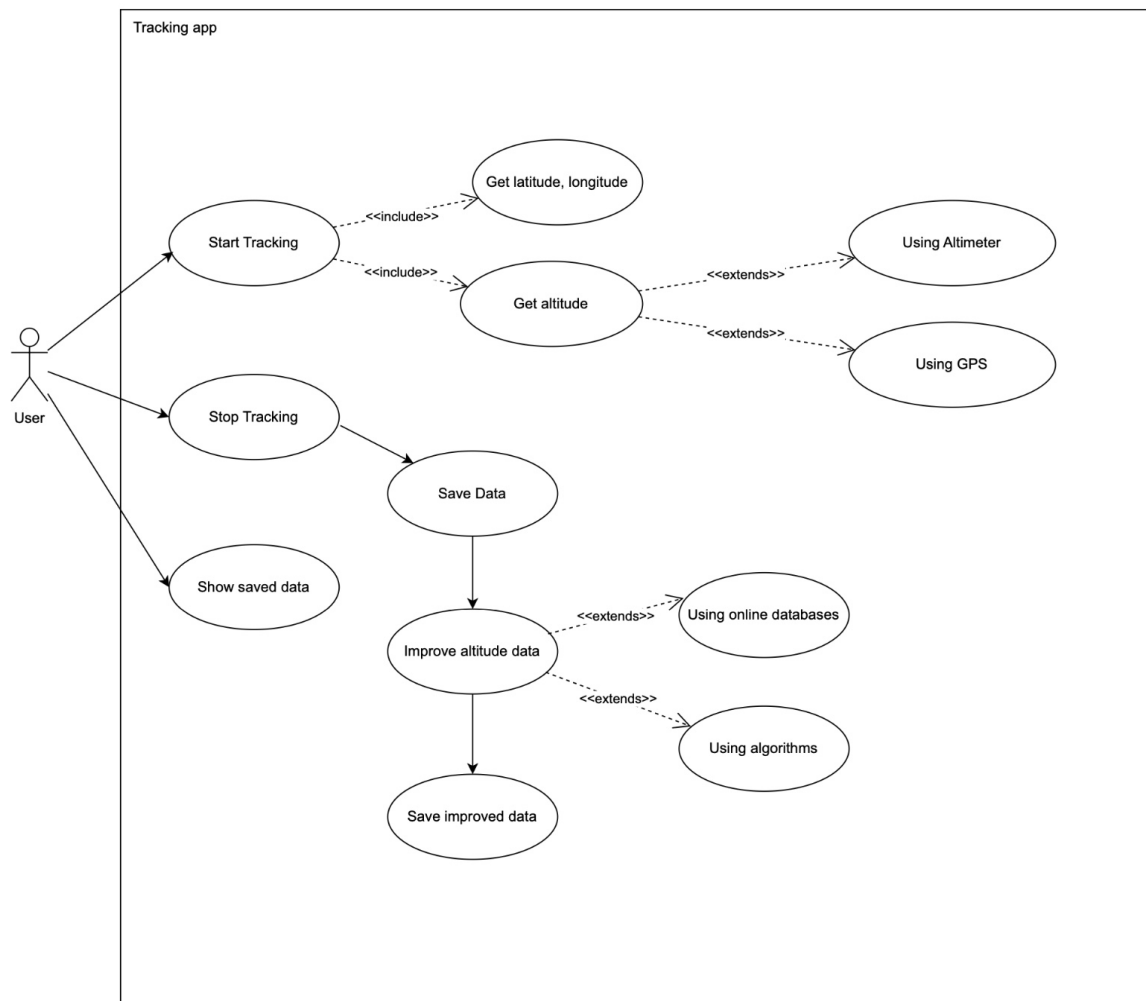 Tracking app
Get latitude, longitude
<<include>>
Start Tracking
Using Altimeter
<<include>>
<<extends>>
Get altitude
<<extends>>
Using GPS
User
Stop Tracking
Save Data
Show saved data
<<extends>>
Using online databases
Improve altitude data
<<extends>>
Using algorithms
Save improved data